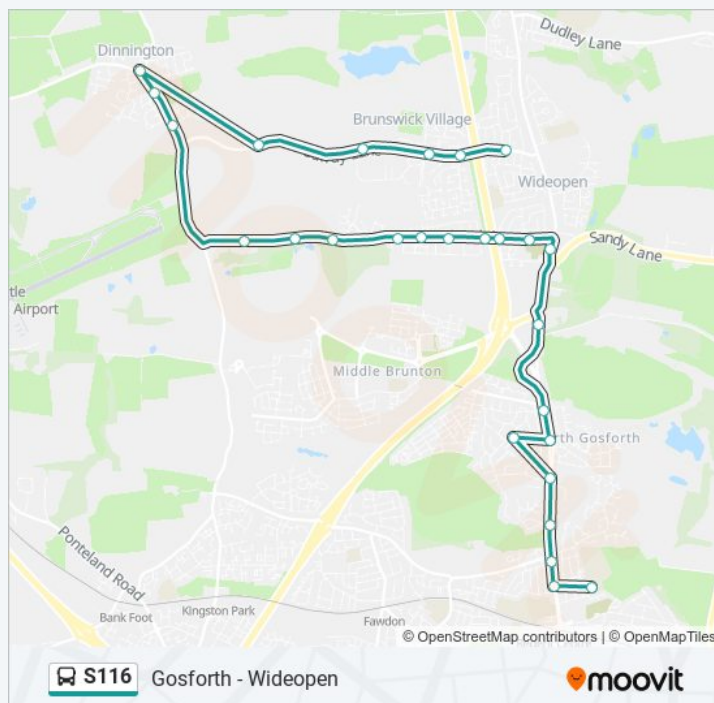 Dinnington
Dudley Lane
Brunswick Village
Wideopen
Sandy Lane
tle
Airport
Middle Brunton
rth Gosforth
Ponteland Road
Bank Foot
Kingston Park
Fawdon
© OpenStreetMap contributors | © OpenMapTiles
S116 Gosforth - Wideopen
moovit